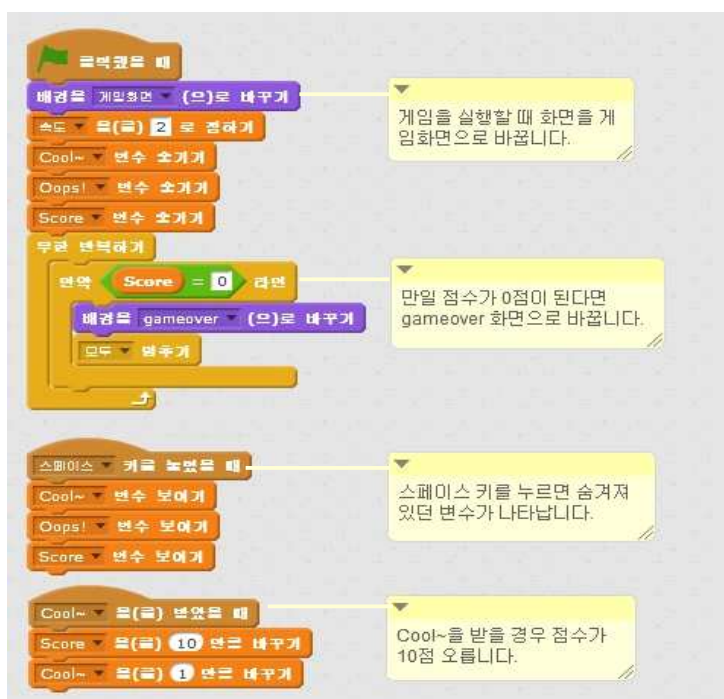 클릭했을 때
배경을 게임화면 (으)로 바꾸기
속도 을(를) 2 로 정하기
Cool~ 변수 숨기기
Oops! 변수 숨기기
Score 변수 숨기기
무한 반복하기
만약 Score = 0 라면
배경을 gameover (으)로 바꾸기
모두 멈추기
게임을 실행할 때 화면을 게
임화면으로 바꿉니다.
만일 점수가 0점이 된다면
gameover 화면으로 바꿉니다.
스페이스 키를 눌렀을 때
Cool~ 변수 보이기
Oops! 변수 보이기
Score 변수 보이기
스페이스 키를 누르면 숨겨져
있던 변수가 나타납니다.
Cool~ 을(를) 받았을 때
Score 을(를) 10 만큼 바꾸기
Cool~ 을(를) 1 만큼 바꾸기
Cool~을 받을 경우 점수가
10점 오릅니다.